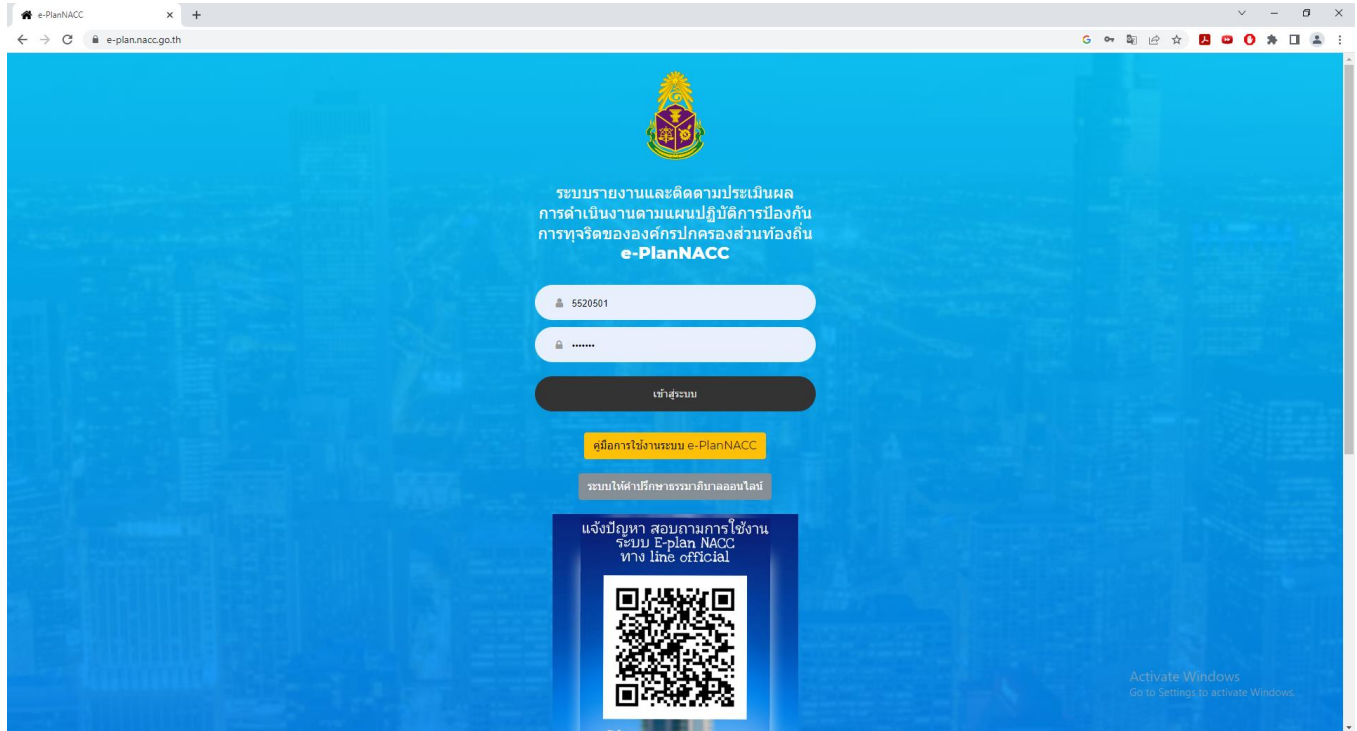 e-PlanNACC
e-plan.nacc.go.th
ระบบรายงานและติดตามประเมินผล
การดำเนินงานตามแผนปฏิบัติการป้องกัน
การทุจริตขององค์กรปกครองส่วนท้องถิ่น
e-PlanNACC
5520501
•••••••
เข้าสู่ระบบ
คู่มือการใช้งานระบบ e-PlanNACC
ระบบให้คำปรึกษาธรรมาภิบาลออนไลน์
แจ้งปัญหา สอบถามการใช้งาน
ระบบ E-plan NACC
ทาง line official
Activate Windows
Go to Settings to activate Windows.